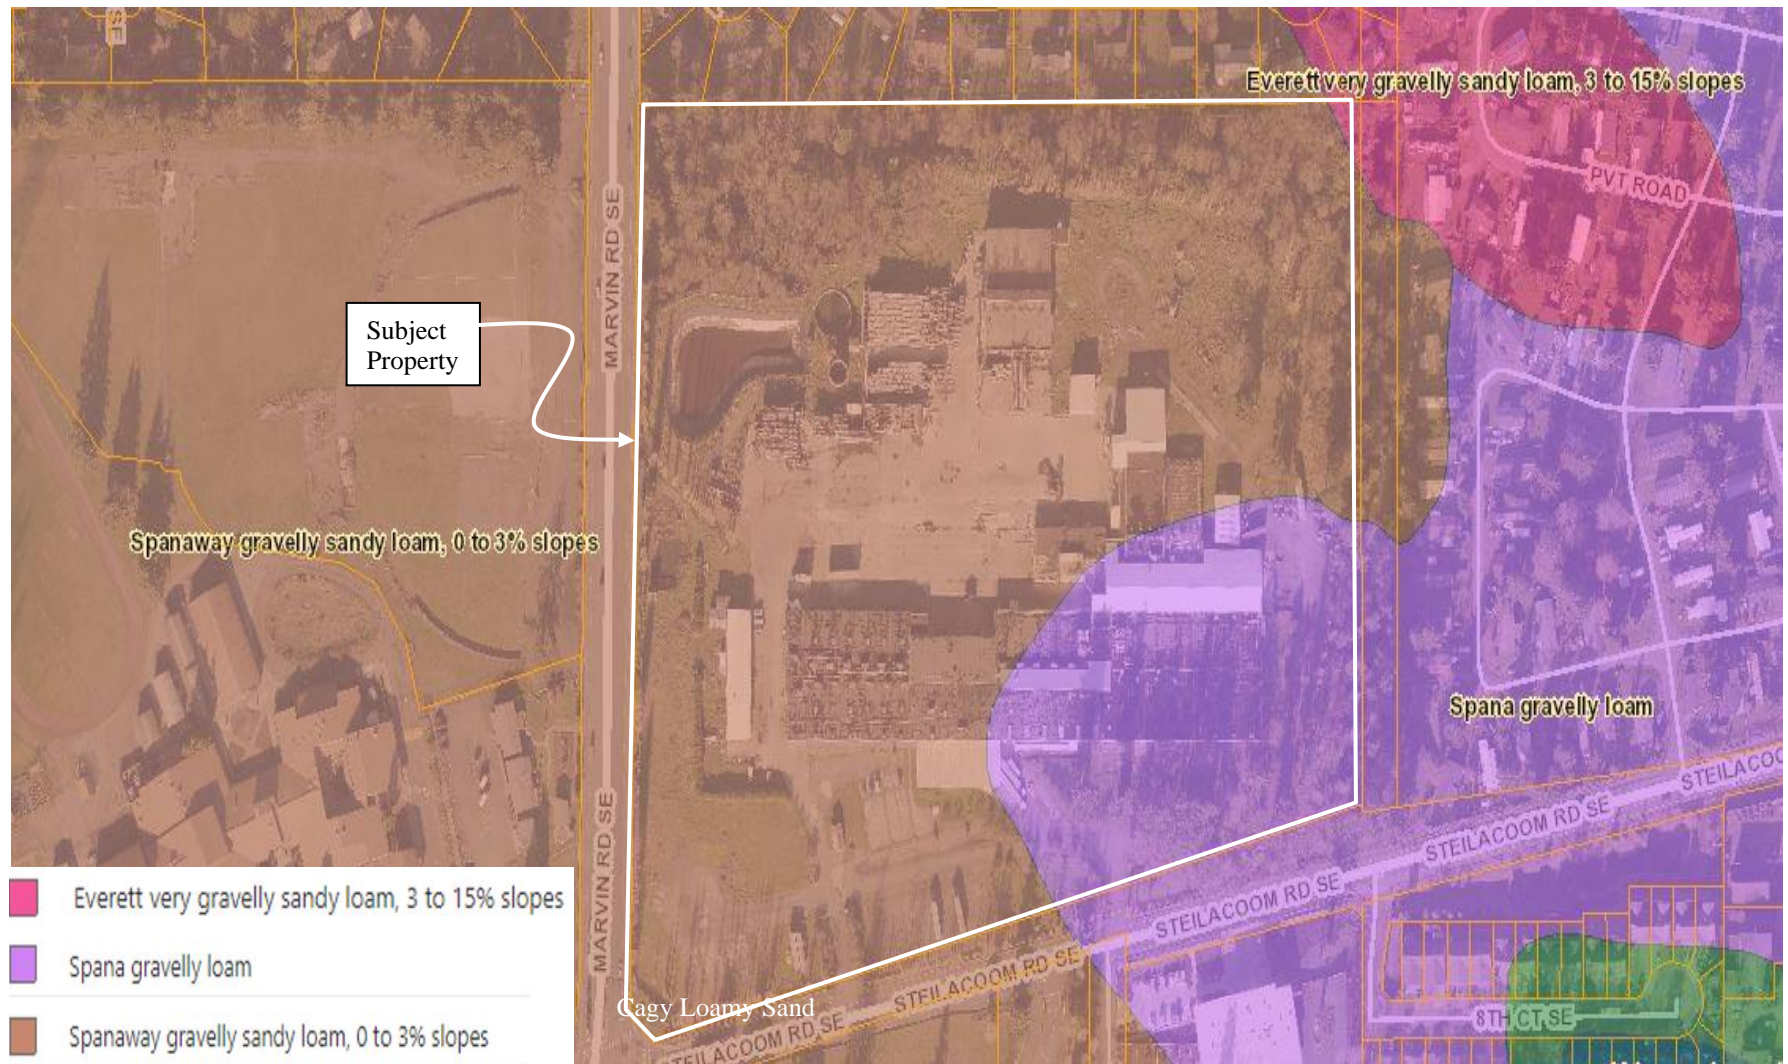 SE
Everett very gravelly sandy loam, 3 to 15% slopes
PVT ROAD
MARVIN RD SE
Subject
Property
Spanaway gravelly sandy loam, 0 to 3% slopes
Spana gravelly loam
STEILACOO
STEILACOOM RD SE
STEILACOOM RD SE
MARVIN RD SE
STEILACOOM RD SE
Cagy Loamy Sand
TEILACOOM RD SE
8TH CT SE
Everett very gravelly sandy loam, 3 to 15% slopes
Spana gravelly loam
Spanaway gravelly sandy loam, 0 to 3% slopes